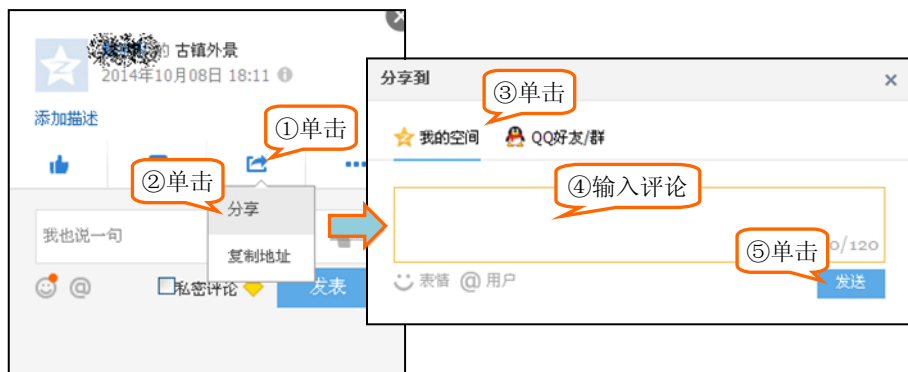 的 古镇外景
2014年10月08日 18:11
添加描述
①单击
②单击
分享
复制地址
我也说一句
@
私密评论
发表
分享到
×
③单击
我的空间 QQ好友/群
④输入评论
0/120
⑤单击
表情 @ 用户
发送